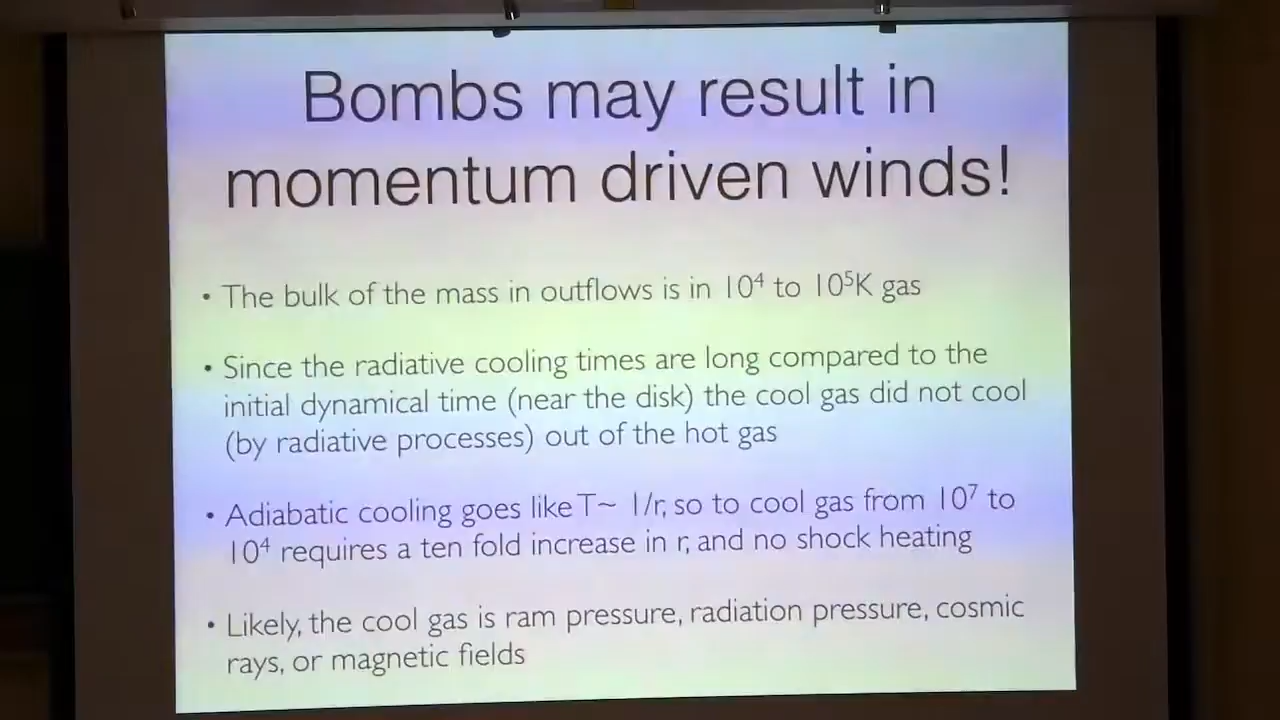 Bombs may result in
momentum driven winds!
• The bulk of the mass in outflows is in 10⁴ to 10⁵K gas
• Since the radiative cooling times are long compared to the
initial dynamical time (near the disk) the cool gas did not cool
(by radiative processes) out of the hot gas
• Adiabatic cooling goes like T~ 1/r, so to cool gas from 10⁷ to
10⁴ requires a ten fold increase in r, and no shock heating
• Likely, the cool gas is ram pressure, radiation pressure, cosmic
rays, or magnetic fields